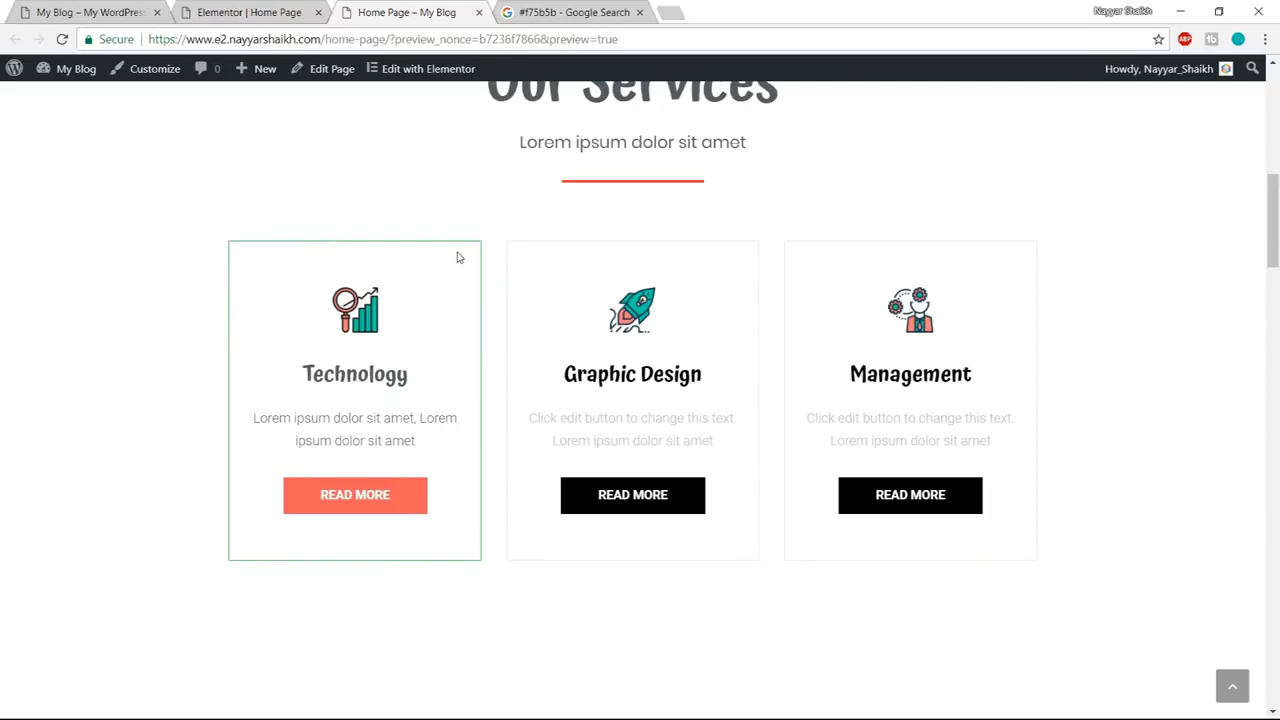 My Blog – My WordPress
Elementor | Home Page
Home Page – My Blog
#f75b5b - Google Search
Nayyar Shaikh
Secure
https://www.e2.nayyarshaikh.com/home-page/?preview_nonce=b7236f7866&preview=true
ABP
My Blog
Customize
0
New
Edit Page
Edit with Elementor
Howdy, Nayyar_Shaikh
Our Services
Lorem ipsum dolor sit amet
Technology
Lorem ipsum dolor sit amet, Lorem
ipsum dolor sit amet
READ MORE
Graphic Design
Click edit button to change this text.
Lorem ipsum dolor sit amet
READ MORE
Management
Click edit button to change this text.
Lorem ipsum dolor sit amet
READ MORE